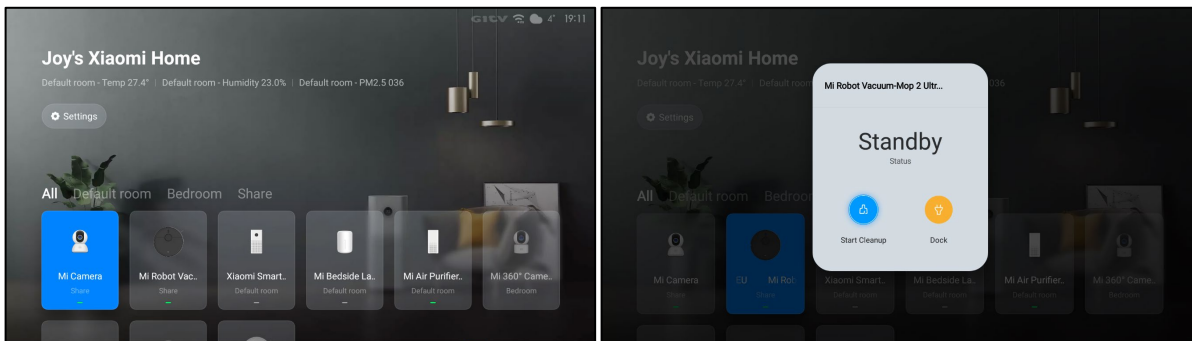 GITV 4° 19:11
Joy's Xiaomi Home
Default room - Temp 27.4° | Default room - Humidity 23.0% | Default room - PM2.5 036
Settings
All Default room Bedroom Share
Mi Camera Mi Robot Vac.. Xiaomi Smart.. Mi Bedside La.. Mi Air Purifier.. Mi 360° Came..
Share Share Default room Default room Default room Bedroom
Joy's Xiaomi Home
Default room - Temp 27.4° | Default room 036
Settings
All Default room Bedroom
Mi Camera EU Mi Ro Xiaomi Smart.. Mi Bedside La.. Mi Air Purifier.. Mi 360° Came..
Share Share Default room Default room Default room Bedroom
Mi Robot Vacuum-Mop 2 Ultr...
Standby
Status
Start Cleanup Dock